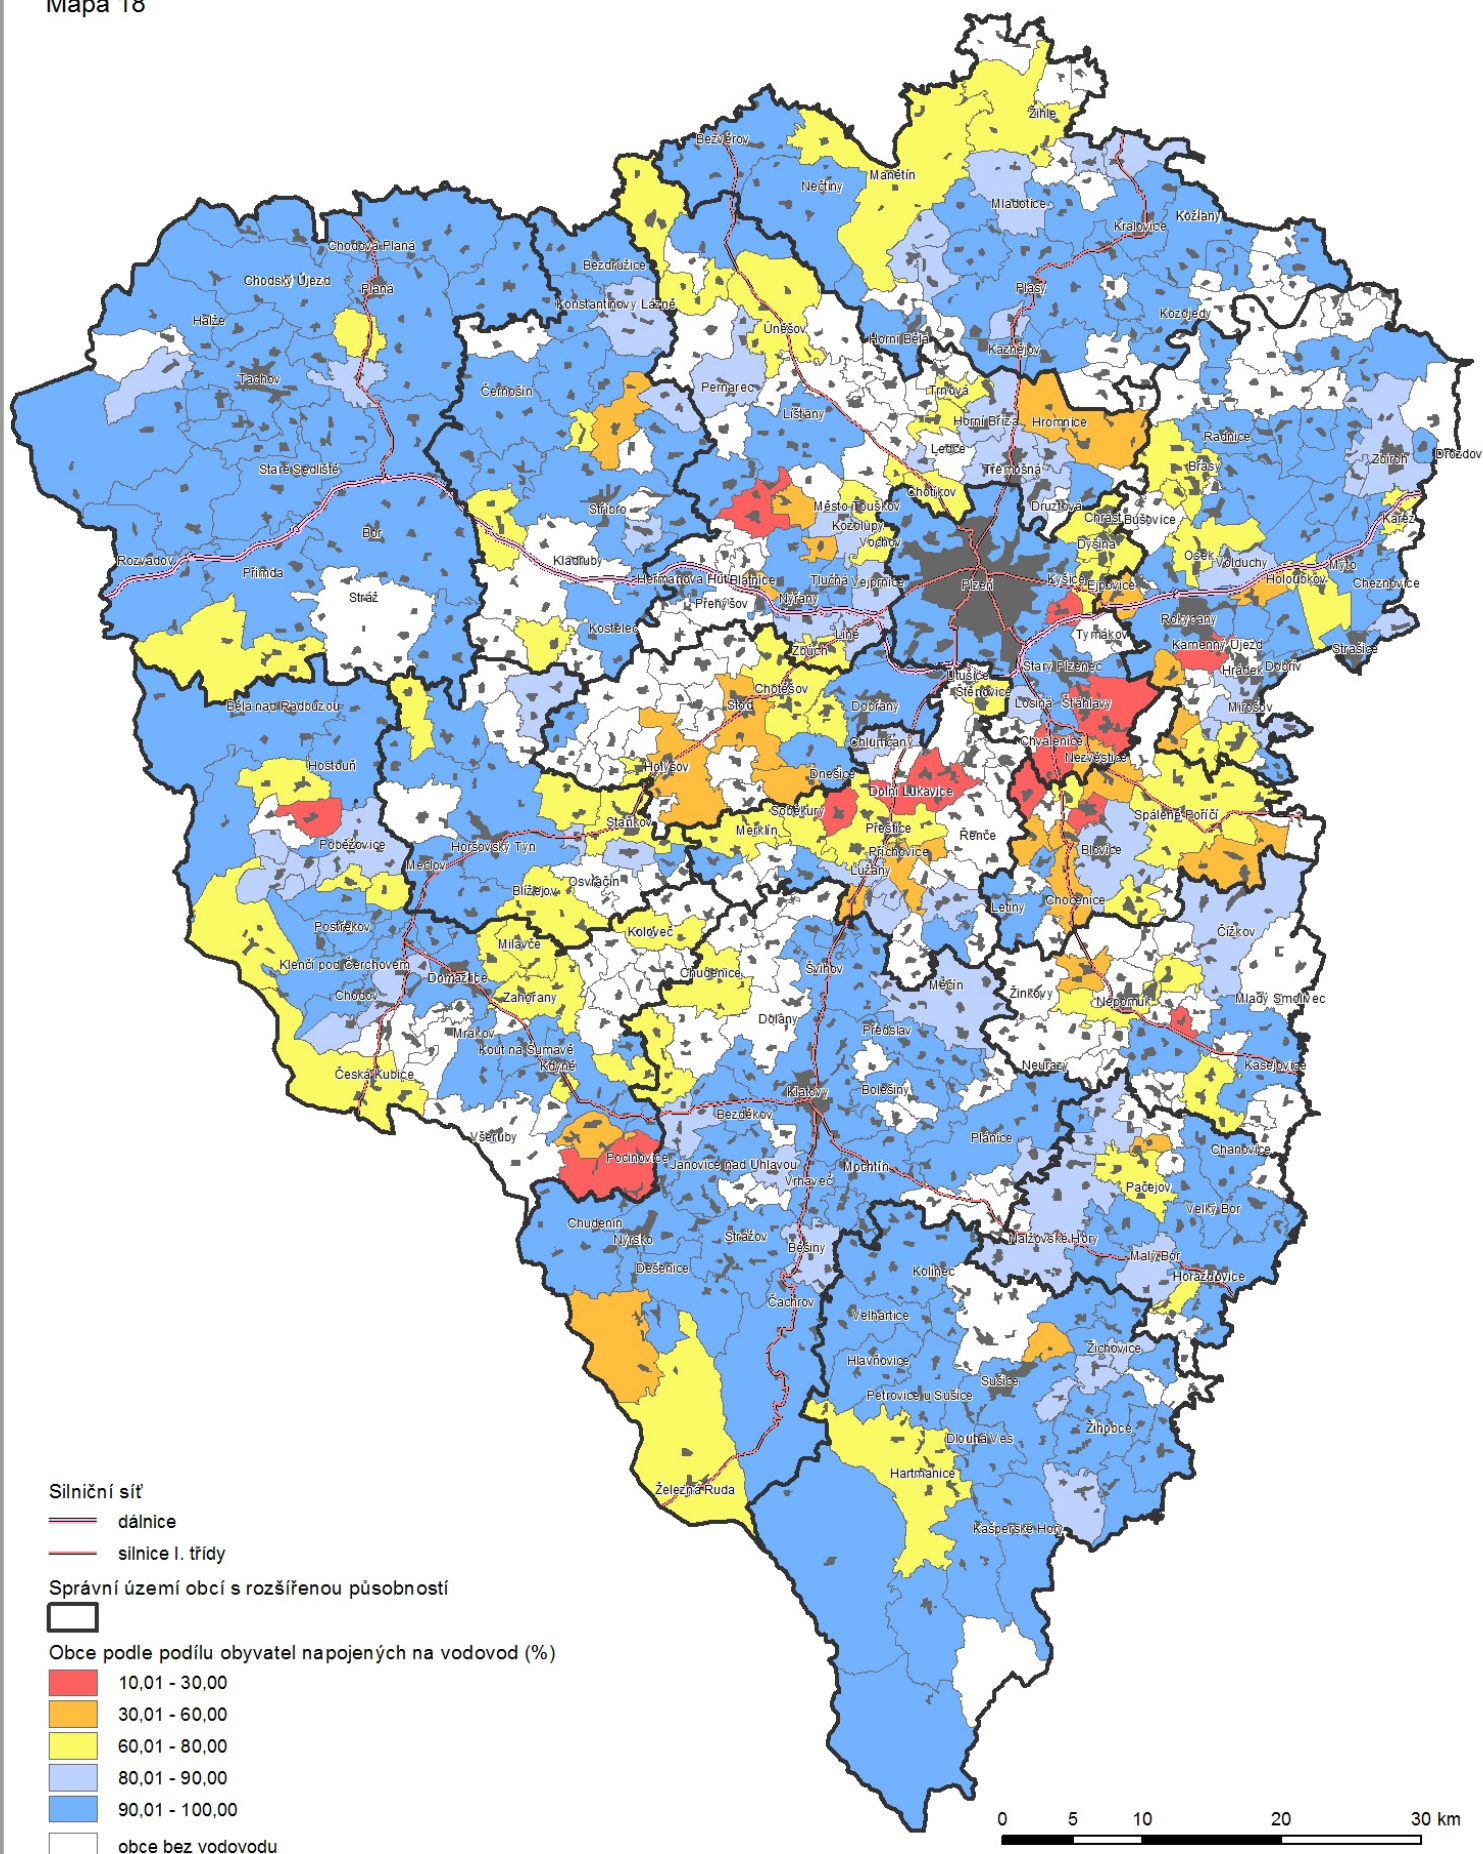 Mapa 18
Žihle
Bezvěrov
Manětín
Nečtiny
Mladotice
Kožlany
Kralovice
Chodová Planá
Bezdružice
Chodský Újezd
Planá
Plasy
Konstantinovy Lázně
Kozojedy
Halže
Úněšov
Horní Bělá
Kaznějov
Tachov
Černošín
Pernarec
Trnová
Líšťany
Horní Bříza
Hromnice
Radnice
Ledce
Drozdov
Zbiroh
Staré Sedliště
Třemošná
Břasy
Chotíkov
Stříbro
Město Touškov
Druztová
Chrást
Bušovice
Kařez
Kozolupy
Bor
Vochov
Dýšina
Osek
Volduchy
Mýto
Rozvadov
Přimda
Kladruby
Heřmanova Huť
Blatnice
Tlučná
Vejprnice
Plzeň
Kyšice
Ejpovice
Holoubkov
Cheznovice
Stráž
Přehýšov
Nýřany
Rokycany
Kostelec
Líně
Tymákov
Kamenný Újezd
Zbůch
Strašice
Starý Plzenec
Hrádek
Dobřív
Útušice
Chotěšov
Štěnovice
Bělá nad Radbuzou
Stod
Dobřany
Losiná
Šťáhlavy
Mirošov
Chlumčany
Chválenice
Hostouň
Holýšov
Dnešice
Nezvěstice
Dolní Lukavice
Soběkury
Spálené Poříčí
Staňkov
Merklín
Přeštice
Řenče
Poběžovice
Horšovský Týn
Příchovice
Blovice
Meclov
Lužany
Osvračín
Blížejov
Chocenice
Letiny
Postřekov
Koloveč
Čížkov
Milavče
Klenčí pod Čerchovem
Domažlice
Chudenice
Švihov
Měčín
Chodov
Zahořany
Žinkovy
Nepomuk
Mladý Smolivec
Dolany
Mrákov
Předslav
Kout na Šumavě
Kdyně
Neurazy
Kasejovice
Česká Kubice
Klatovy
Bolešiny
Bezděkov
Všeruby
Plánice
Chanovice
Pocinovice
Janovice nad Úhlavou
Mochtín
Vrhaveč
Pačejov
Velký Bor
Chudenín
Nýrsko
Strážov
Nalžovské Hory
Běšiny
Malý Bor
Dešenice
Kolinec
Horažďovice
Čachrov
Velhartice
Žichovice
Hlavňovice
Sušice
Petrovice u Sušice
Žihobce
Dlouhá Ves
Hartmanice
Železná Ruda
Kašperské Hory
Silniční síť
dálnice
silnice I. třídy
Správní území obcí s rozšířenou působností
Obce podle podílu obyvatel napojených na vodovod (%)
10,01 - 30,00
30,01 - 60,00
60,01 - 80,00
80,01 - 90,00
90,01 - 100,00
obce bez vodovodu
0 5 10 20 30 km